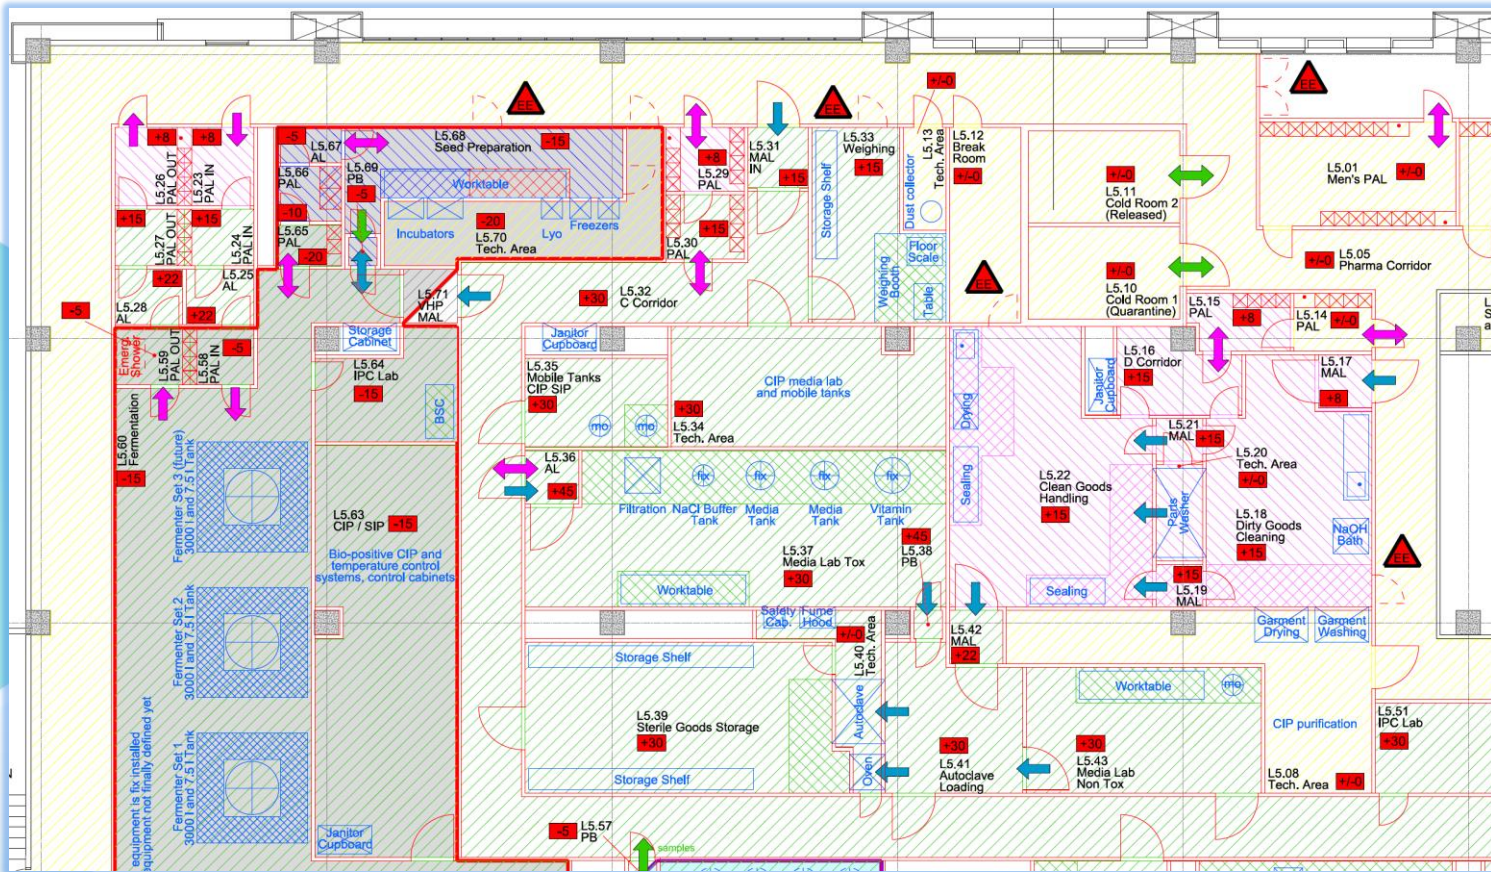 EE
EE
EE
EE
EE
+8
+8
L5.26
PAL OUT
L5.23
PAL IN
+15
+15
L5.27
PAL OUT
L5.24
PAL IN
+22
L5.25
AL
L5.28
AL
+22
-5
-5
L5.67
AL
L5.66
PAL
-10
L5.65
PAL
-20
L5.69
PB
-5
L5.68
Seed Preparation
-15
Worktable
Incubators
-20
L5.70
Tech. Area
Lyo
Freezers
+8
L5.29
PAL
+15
L5.30
PAL
L5.31
MAL
IN
+15
Storage Shelf
L5.33
Weighing
+15
+/-0
L5.13
Tech. Area
Dust collector
L5.12
Break
Room
+/-0
Floor
Scale
Weighing
Booth
Table
+/-0
L5.11
Cold Room 2
(Released)
+/-0
L5.10
Cold Room 1
(Quarantine)
L5.01
Men's PAL
+/-0
+/-0
L5.05
Pharma Corridor
L5.15
PAL
+8
L5.14
PAL
+/-0
L5.71
VHP
MAL
+30
L5.32
C Corridor
Emerg.
Shower
L5.59
PAL OUT
L5.58
PAL IN
-5
Storage
Cabinet
L5.64
IPC Lab
-15
BSC
Janitor
Cupboard
L5.35
Mobile Tanks
CIP SIP
+30
mo
mo
CIP media lab
and mobile tanks
+30
L5.34
Tech. Area
Drying
Sealing
Janitor
Cupboard
L5.16
D Corridor
+15
L5.17
MAL
+8
L5.21
MAL
+15
L5.20
Tech. Area
+/-0
L5.22
Clean Goods
Handling
+15
Parts
Washer
L5.18
Dirty Goods
Cleaning
+15
NaOH
Bath
+15
L5.19
MAL
Sealing
L5.60
Fermentation
-15
Fermenter Set 3 (future)
3000 l and 7.5 l Tank
L5.63
CIP / SIP
-15
Bio-positive CIP and
temperature control
systems, control cabinets
L5.36
AL
+45
Filtration
fix
NaCl Buffer
Tank
fix
Media
Tank
fix
Media
Tank
fix
Vitamin
Tank
+45
L5.38
PB
L5.37
Media Lab Tox
+30
Worktable
Safety
Cab.
Fume
Hood
Fermenter Set 2
3000 l and 7.5 l Tank
Storage Shelf
+/-0
L5.40
Tech. Area
L5.42
MAL
+22
Garment
Drying
Garment
Washing
L5.39
Sterile Goods Storage
+30
Storage Shelf
Autoclave
Oven
+30
L5.41
Autoclave
Loading
Worktable
mo
+30
L5.43
Media Lab
Non Tox
CIP purification
L5.08
Tech. Area
+/-0
L5.51
IPC Lab
+30
Fermenter Set 1
3000 l and 7.5 l Tank
equipment is fix installed
equipment not finally defined yet
Janitor
Cupboard
-5
L5.57
PB
samples